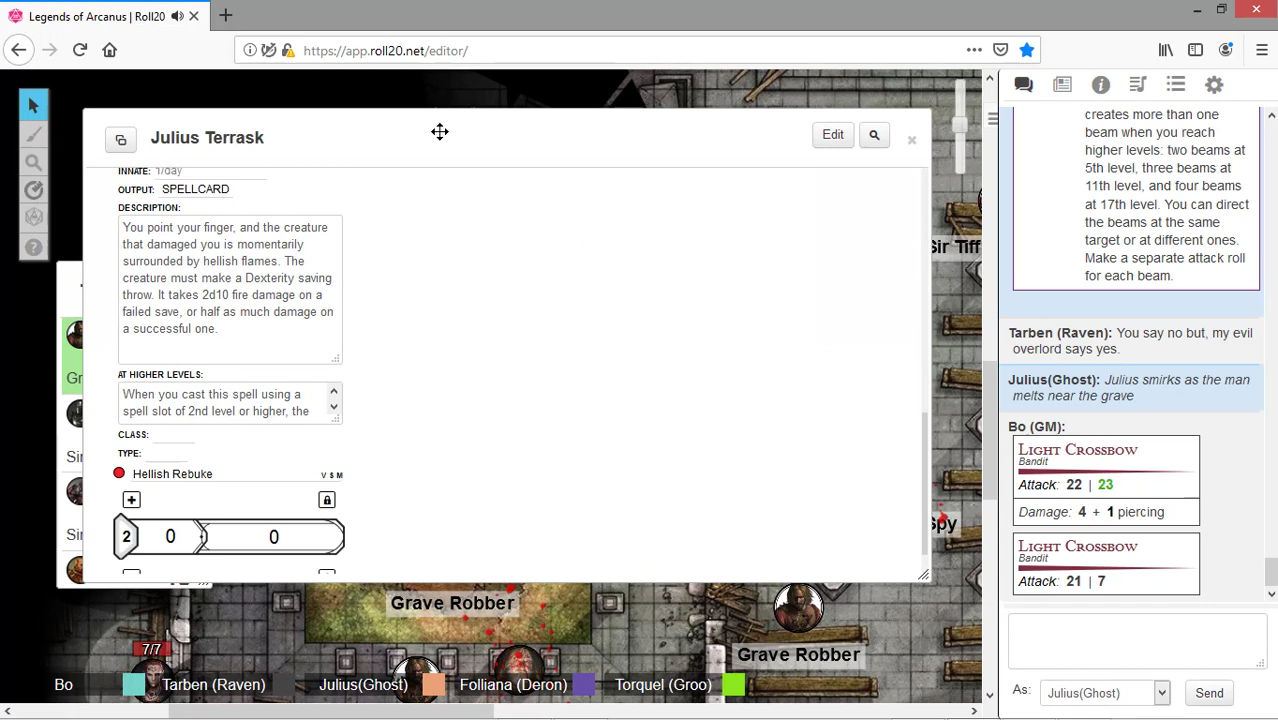 Legends of Arcanus | Roll20
https://app.roll20.net/editor/
Julius Terrask
Edit
INNATE: 1/day
OUTPUT: SPELLCARD
DESCRIPTION:
You point your finger, and the creature
that damaged you is momentarily
surrounded by hellish flames. The
creature must make a Dexterity saving
throw. It takes 2d10 fire damage on a
failed save, or half as much damage on
a successful one.
AT HIGHER LEVELS:
When you cast this spell using a
spell slot of 2nd level or higher, the
CLASS:
TYPE:
Hellish Rebuke V S M
2 0 0
Gr
Sir
Sir
Sir Tiff
Spy
Grave Robber
Grave Robber
7/7
Bo
Tarben (Raven)
Julius(Ghost)
Folliana (Deron)
Torquel (Groo)
creates more than one
beam when you reach
higher levels: two beams at
5th level, three beams at
11th level, and four beams
at 17th level. You can direct
the beams at the same
target or at different ones.
Make a separate attack roll
for each beam.
Tarben (Raven): You say no but, my evil
overlord says yes.
Julius(Ghost): Julius smirks as the man
melts near the grave
Bo (GM):
LIGHT CROSSBOW
Bandit
Attack: 22 | 23
Damage: 4 + 1 piercing
LIGHT CROSSBOW
Bandit
Attack: 21 | 7
As: Julius(Ghost)
Send